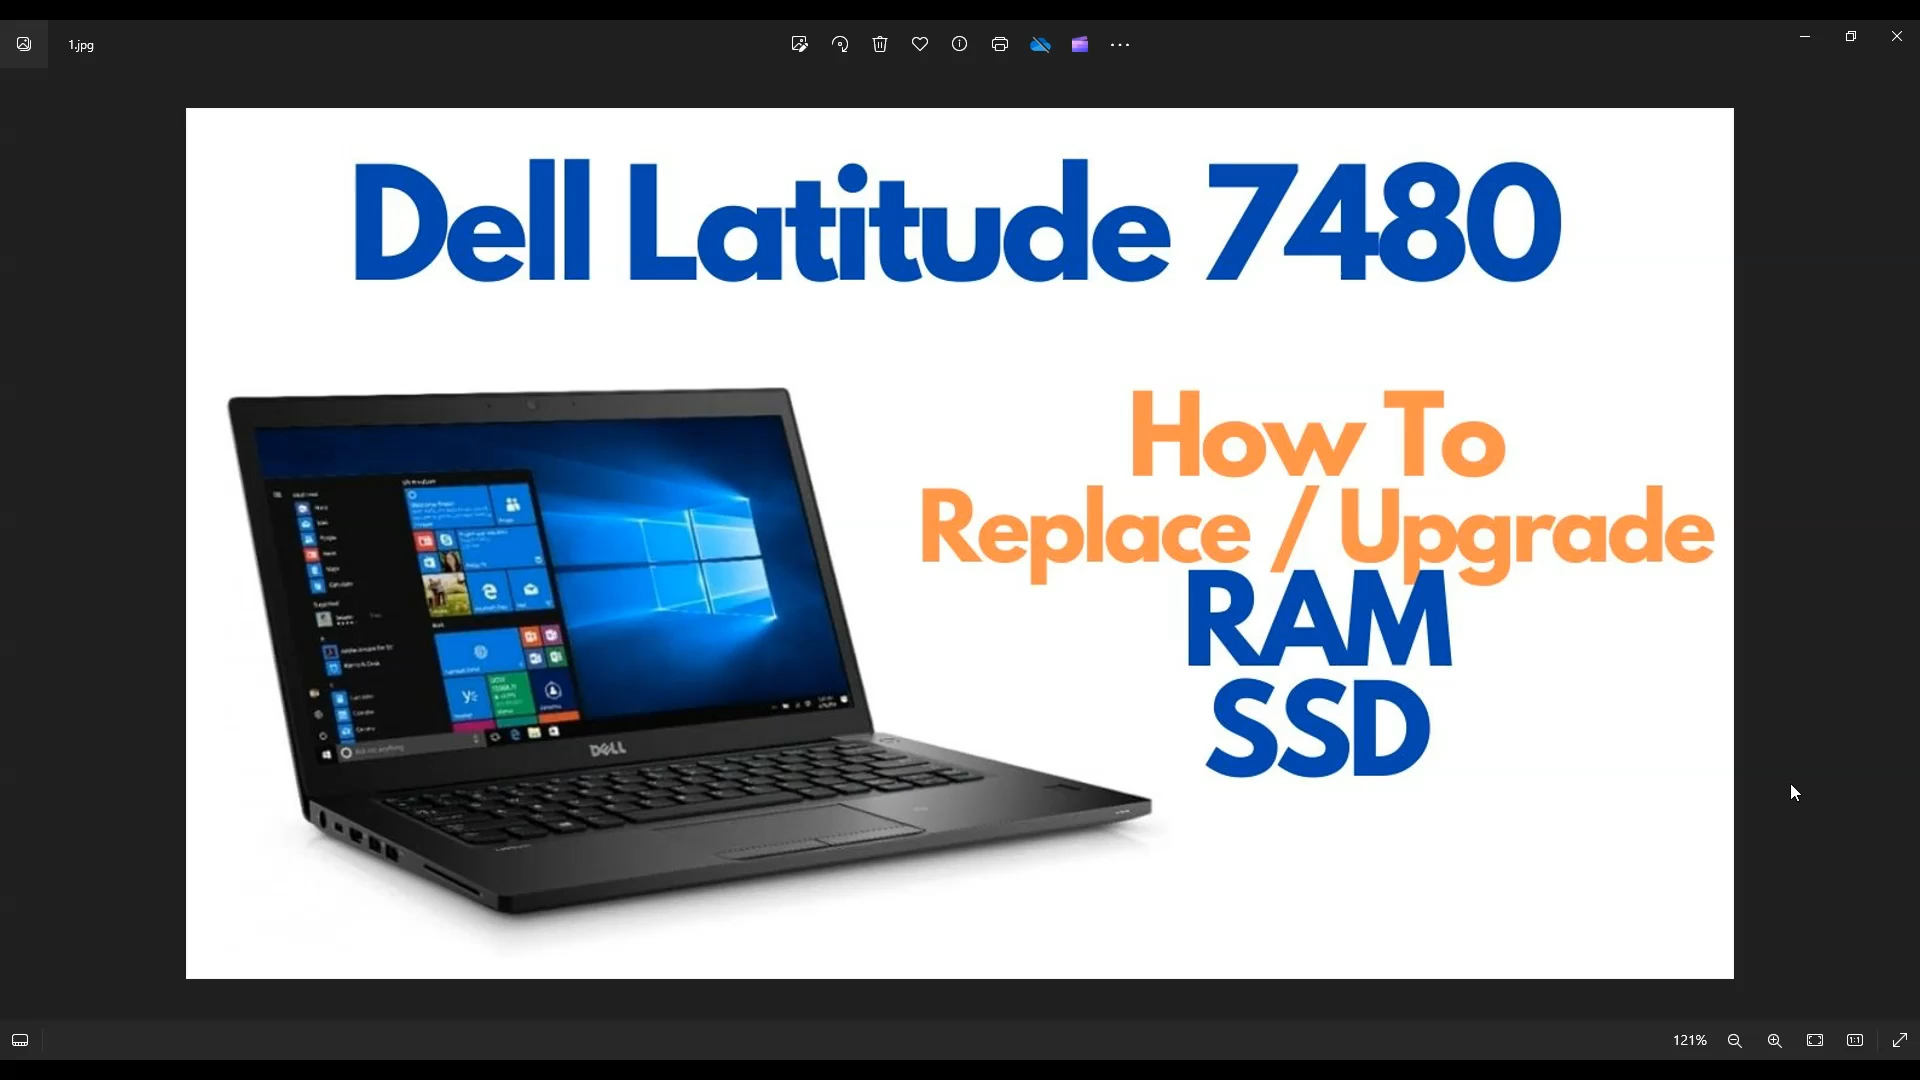 1.jpg
Dell Latitude 7480
How To
Replace / Upgrade
RAM
SSD
DELL
121%